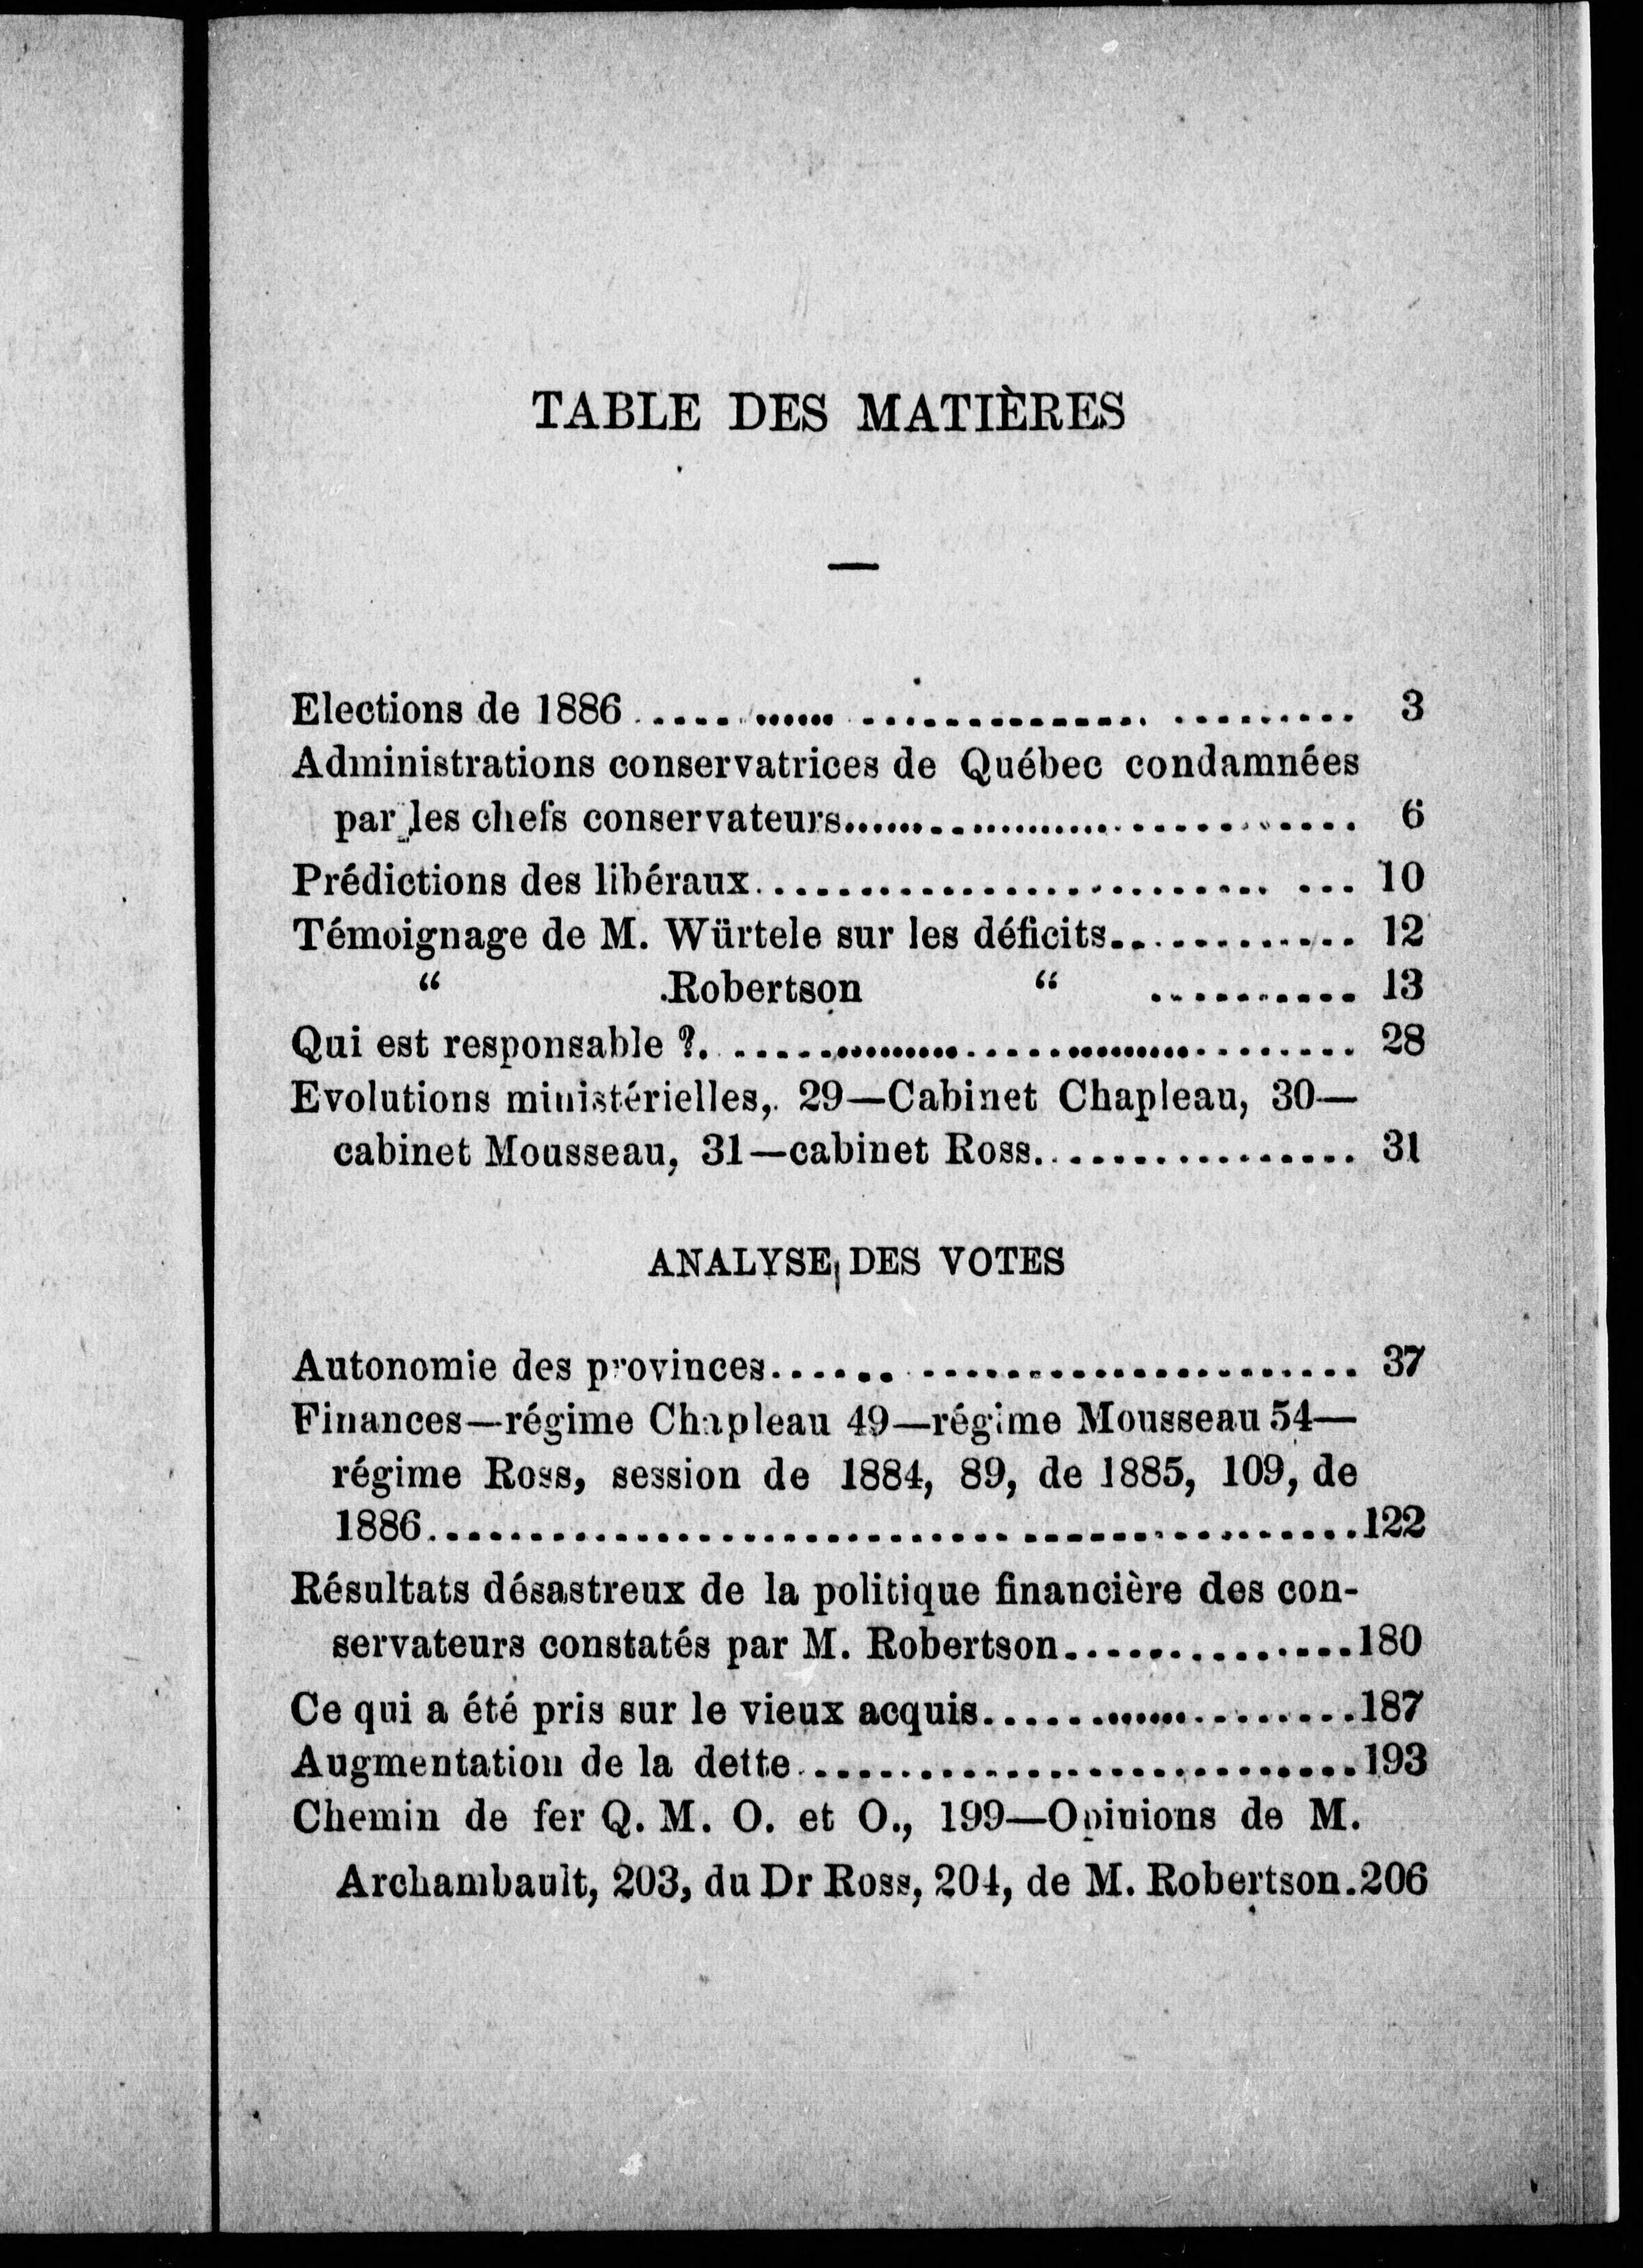 TABLE DES MATIÈRES
—
Elections de 1886........................................ 3
Administrations conservatrices de Québec condamnées
par les chefs conservateurs.............................. 6
Prédictions des libéraux................................. 10
Témoignage de M. Würtele sur les déficits............ 12
“ Robertson “ ........... 13
Qui est responsable ?..................................... 28
Evolutions ministérielles, 29—Cabinet Chapleau, 30—
cabinet Mousseau, 31—cabinet Ross................ 31
ANALYSE DES VOTES
Autonomie des provinces............................. 37
Finances—régime Chapleau 49—régime Mousseau 54—
régime Ross, session de 1884, 89, de 1885, 109, de
1886.............................................122
Résultats désastreux de la politique financière des con-
servateurs constatés par M. Robertson..............180
Ce qui a été pris sur le vieux acquis....................187
Augmentation de la dette...........................193
Chemin de fer Q. M. O. et O., 199—Opinions de M.
Archambault, 203, du Dr Ross, 204, de M. Robertson.206